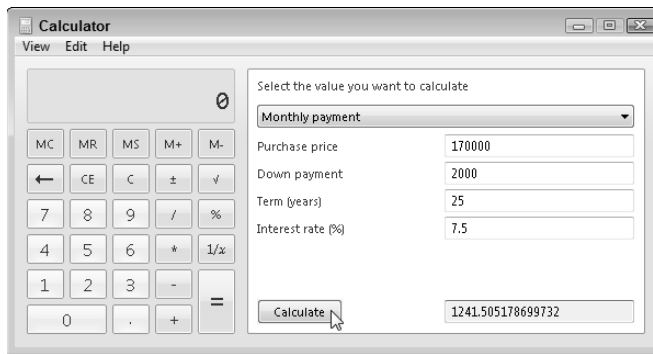 Calculator
View Edit Help
0
MC MR MS M+ M-
← CE C ± √
7 8 9 / %
4 5 6 * 1/x
1 2 3 - =
0 . +
Select the value you want to calculate
Monthly payment
Purchase price 170000
Down payment 2000
Term (years) 25
Interest rate (%) 7.5
Calculate 1241.505178699732